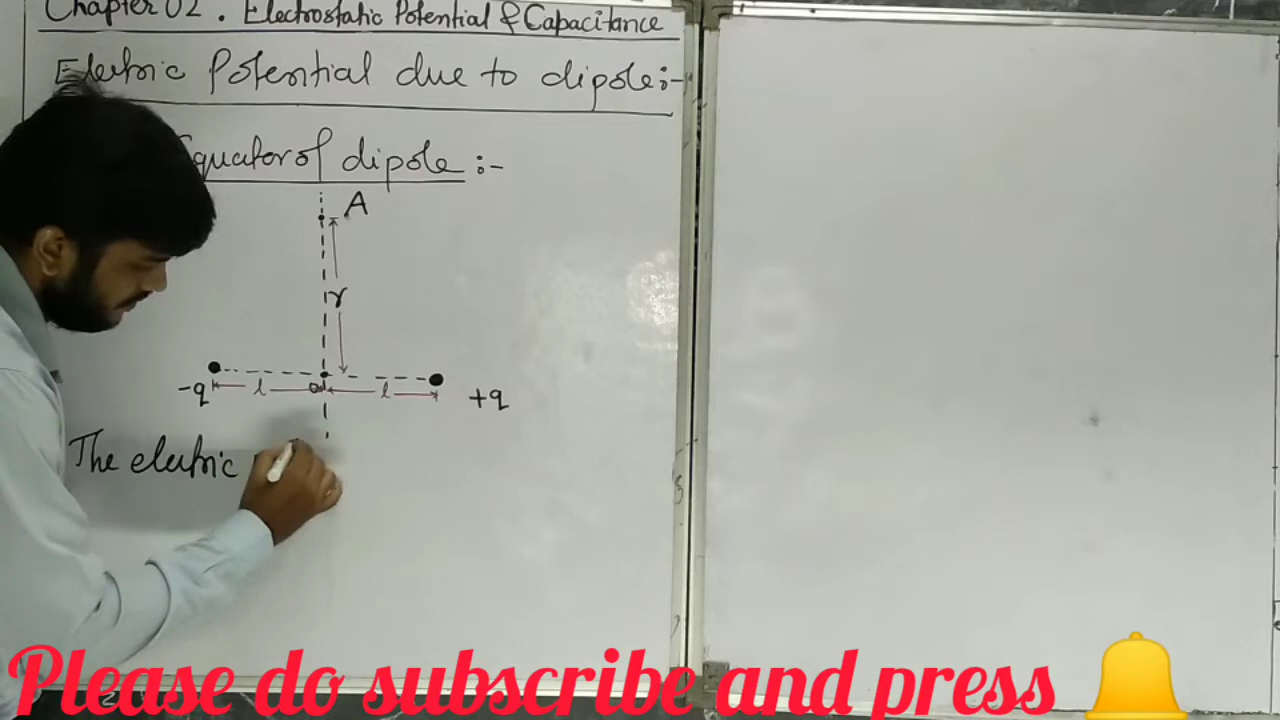 Chapter 02 . Electrostatic Potential & Capacitance
Electric Potential due to dipole:-
Equator of dipole :-
A
r
-q l O l +q
The electric
Please do subscribe and press